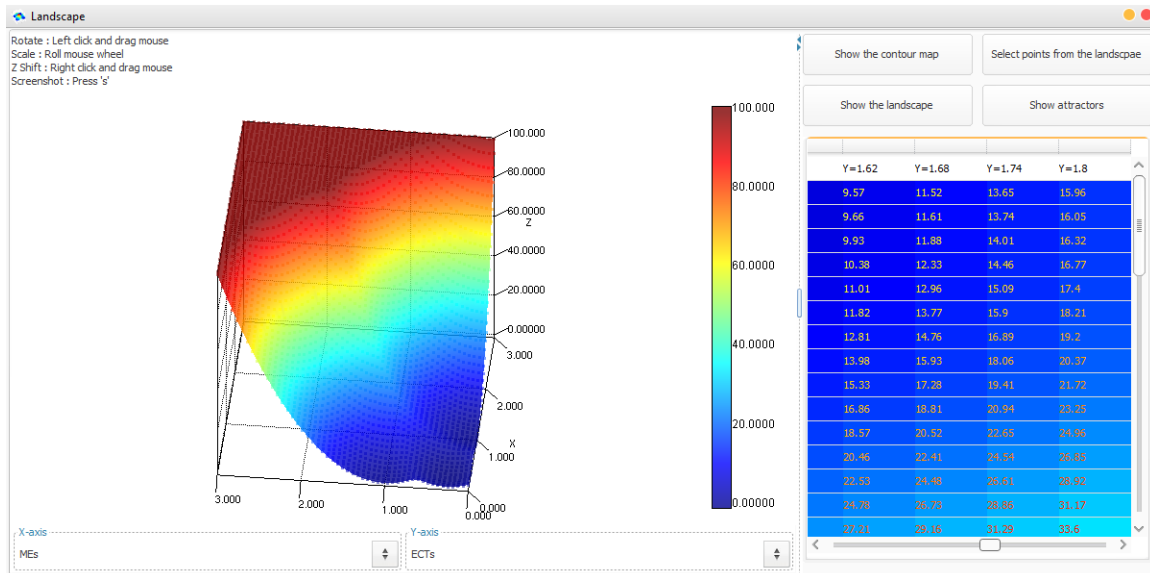 Landscape
Rotate : Left click and drag mouse
Scale : Roll mouse wheel
Z Shift : Right click and drag mouse
Screenshot : Press 's'
100.000
80.0000
60.0000
Z
40.0000
20.0000
0.00000
3.000
2.000
X
1.000
0.000
3.000
2.000
1.000
0.000
100.000
80.0000
60.0000
40.0000
20.0000
0.00000
X-axis
MEs
Y-axis
ECTs
Show the contour map
Select points from the landscpae
Show the landscape
Show attractors
Y=1.62 Y=1.68 Y=1.74 Y=1.8
9.57 11.52 13.65 15.96
9.66 11.61 13.74 16.05
9.93 11.88 14.01 16.32
10.38 12.33 14.46 16.77
11.01 12.96 15.09 17.4
11.82 13.77 15.9 18.21
12.81 14.76 16.89 19.2
13.98 15.93 18.06 20.37
15.33 17.28 19.41 21.72
16.86 18.81 20.94 23.25
18.57 20.52 22.65 24.96
20.46 22.41 24.54 26.85
22.53 24.48 26.61 28.92
24.78 26.73 28.86 31.17
27.21 29.16 31.29 33.6